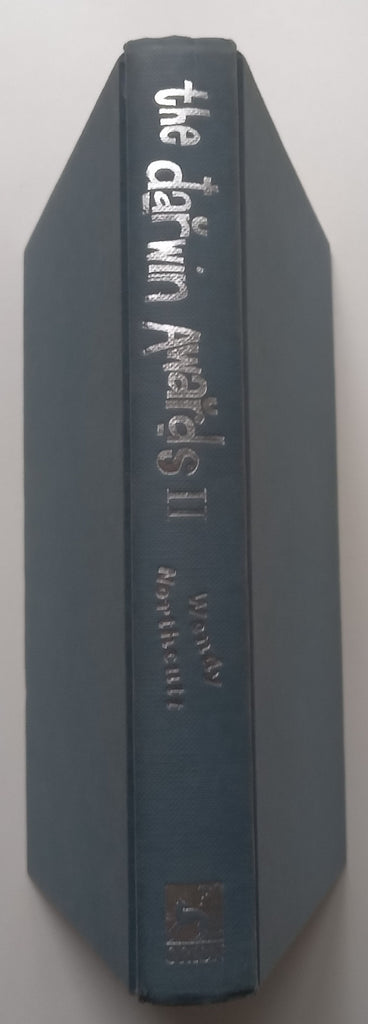 the darwin Awards II
Wendy
Northcutt